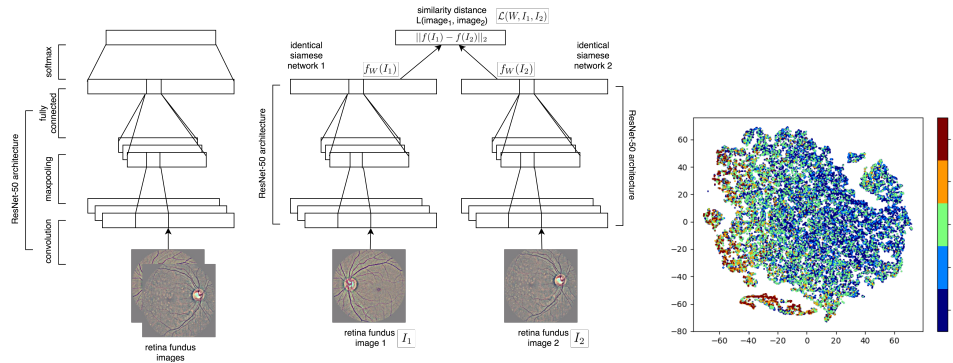 softmax
fully
connected
maxpooling
convolution
ResNet-50 architecture
retina fundus
images
similarity distance
L(image₁, image₂)
ℒ(W, I₁, I₂)
||f(I₁) − f(I₂)||₂
identical
siamese
network 1
identical
siamese
network 2
f_W(I₁)
f_W(I₂)
ResNet-50 architecture
ResNet-50 architecture
retina fundus
image 1
I₁
retina fundus
image 2
I₂
60
40
20
0
−20
−40
−60
−80
−60
−40
−20
0
20
40
60